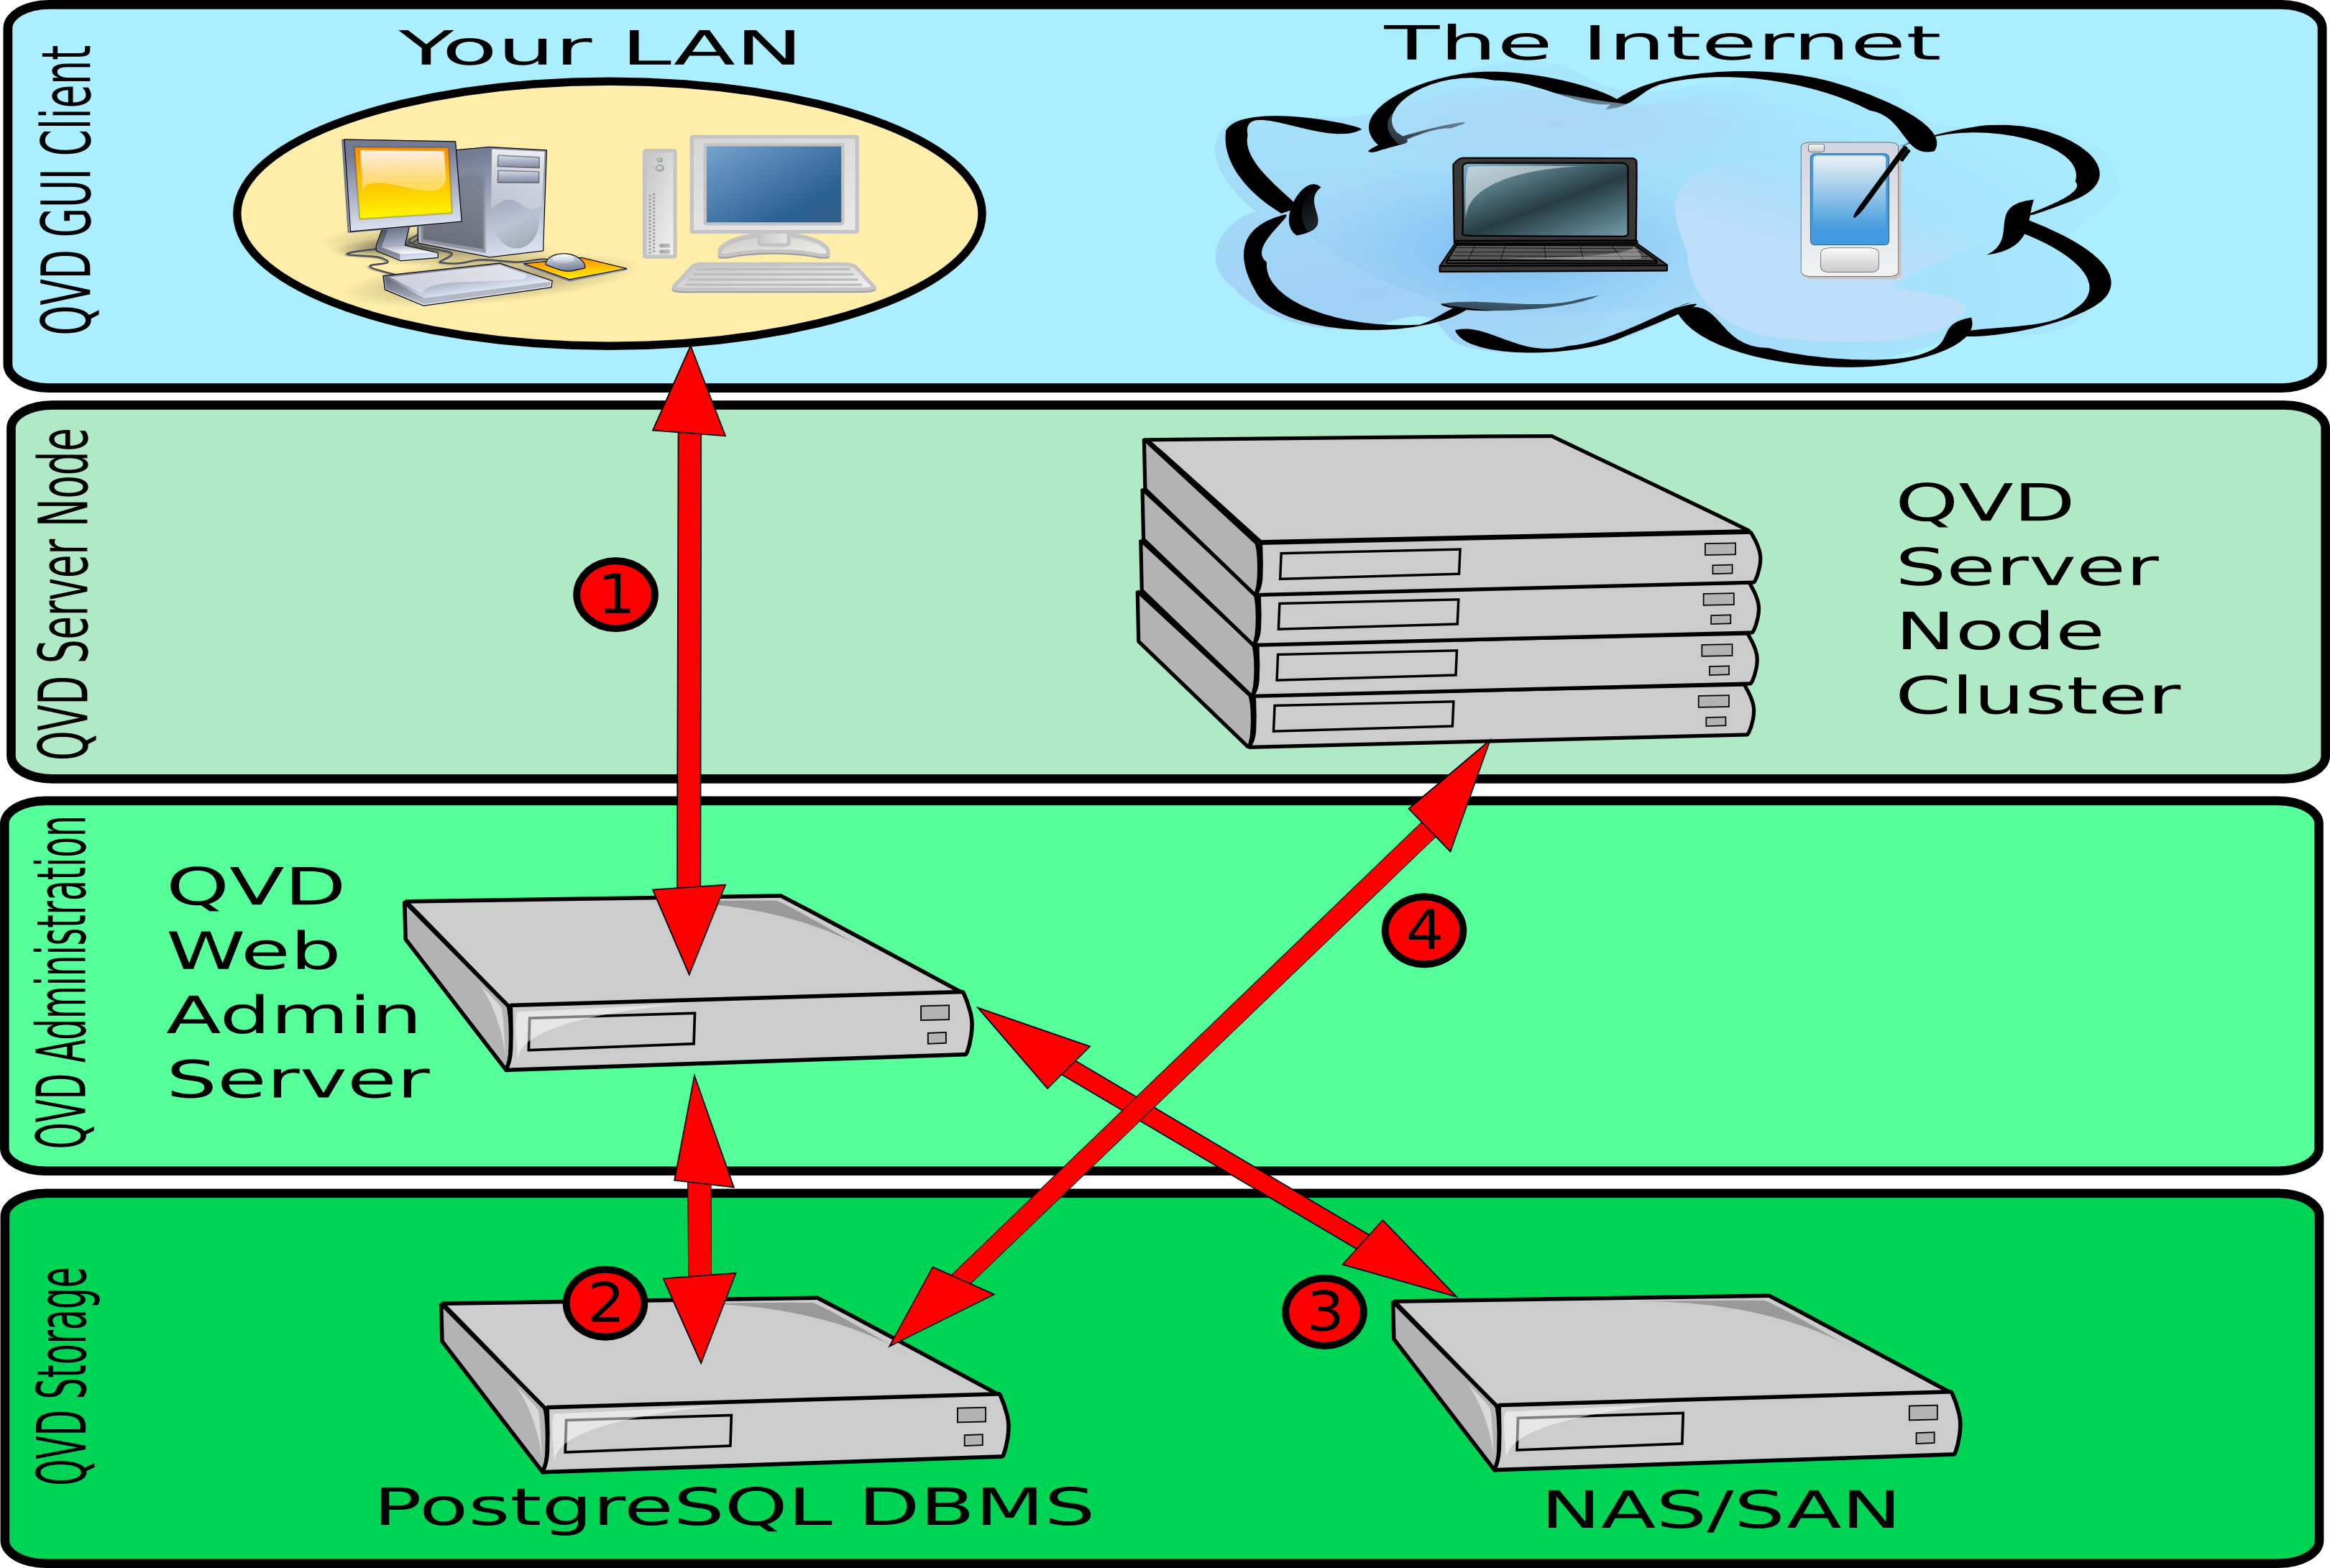 QVD GUI Client
Your LAN
The Internet
QVD Server Node
1
QVD
Server
Node
Cluster
QVD Administration
QVD
Web
Admin
Server
4
QVD Storage
2
3
PostgreSQL DBMS
NAS/SAN